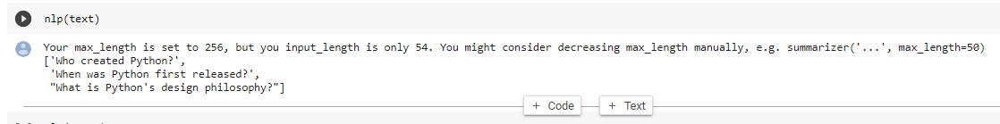 nlp(text)
Your max_length is set to 256, but you input_length is only 54. You might consider decreasing max_length manually, e.g. summarizer('...', max_length=50)
['Who created Python?',
 'When was Python first released?',
 "What is Python's design philosophy?"]
+ Code + Text